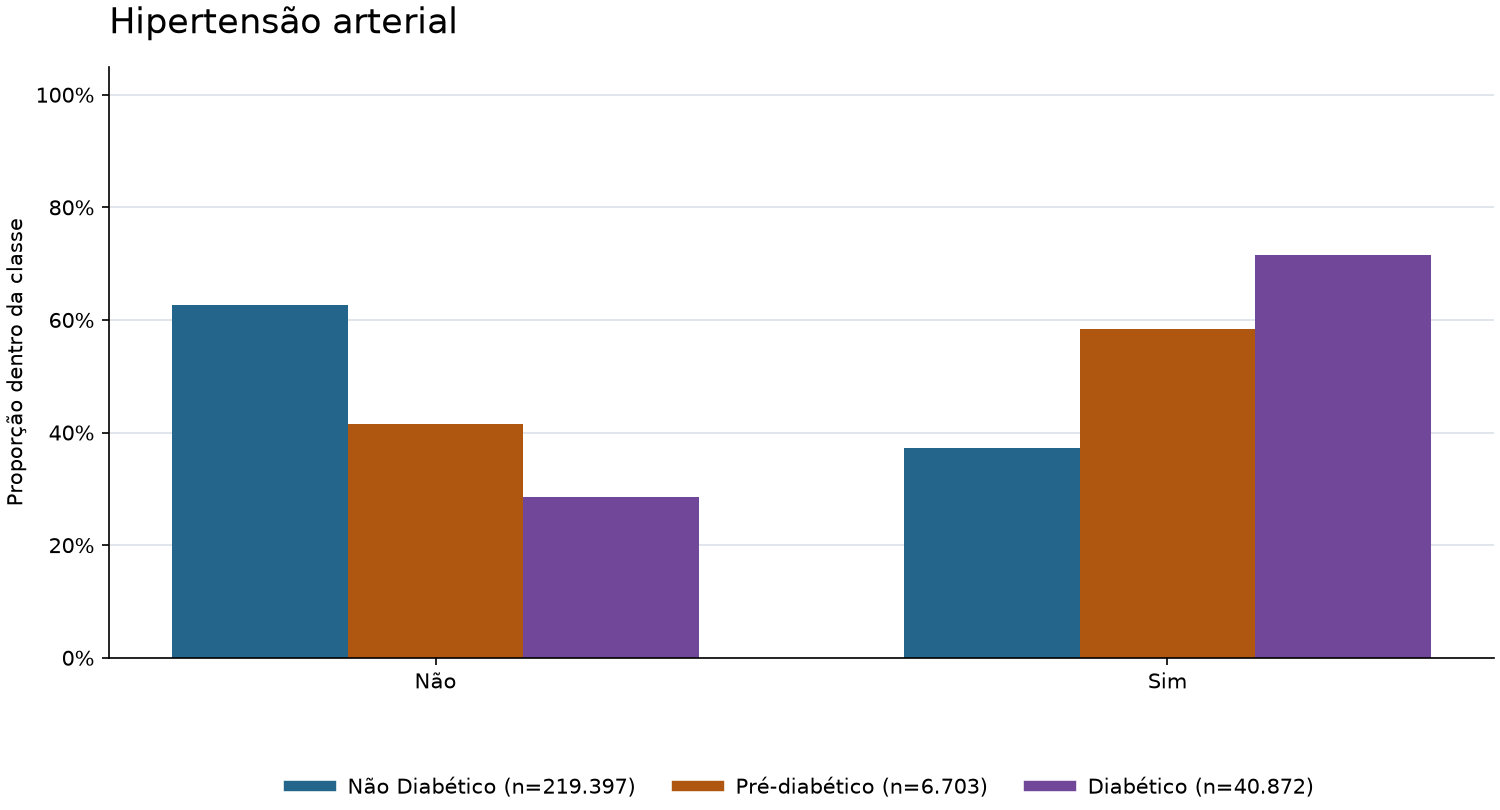 Hipertensão arterial
Proporção dentro da classe
100%
80%
60%
40%
20%
0%
Não
Sim
Não Diabético (n=219.397)
Pré-diabético (n=6.703)
Diabético (n=40.872)